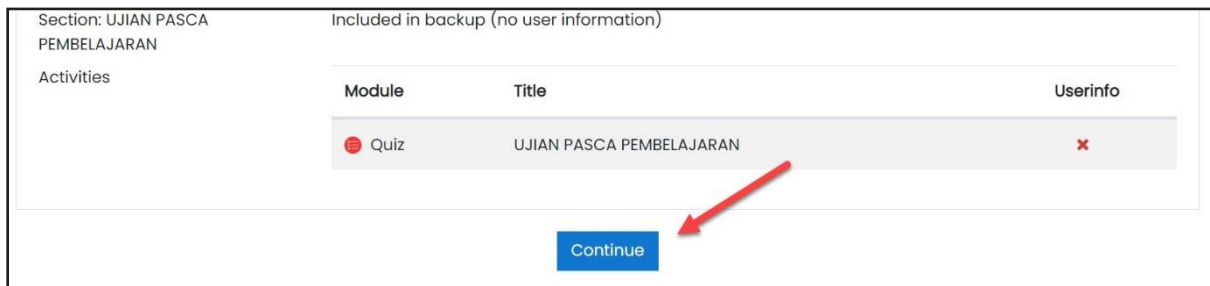 Section: UJIAN PASCA
PEMBELAJARAN
Included in backup (no user information)
Activities
Module Title Userinfo
Quiz UJIAN PASCA PEMBELAJARAN
Continue